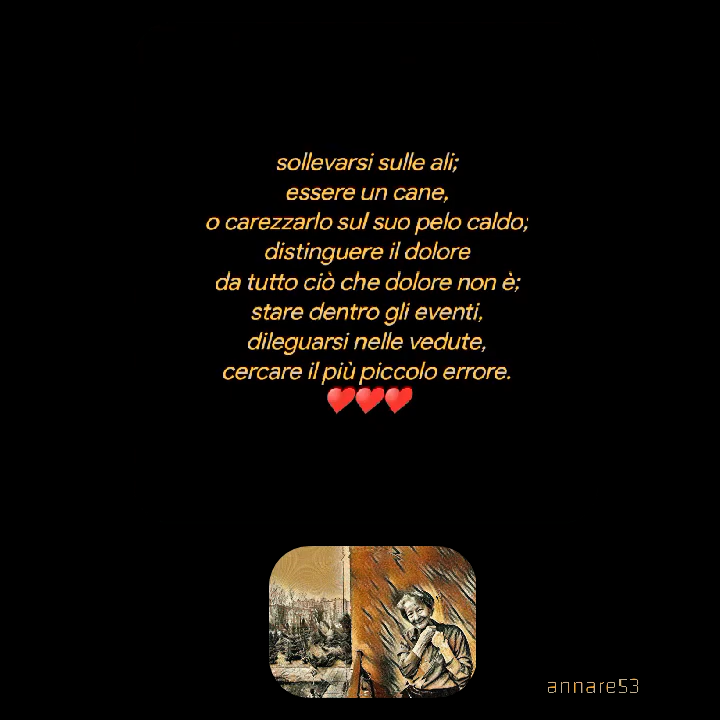 sollevarsi sulle ali;
essere un cane,
o carezzarlo sul suo pelo caldo;
distinguere il dolore
da tutto ciò che dolore non è;
stare dentro gli eventi,
dileguarsi nelle vedute,
cercare il più piccolo errore.
♥️♥️♥️
annare53